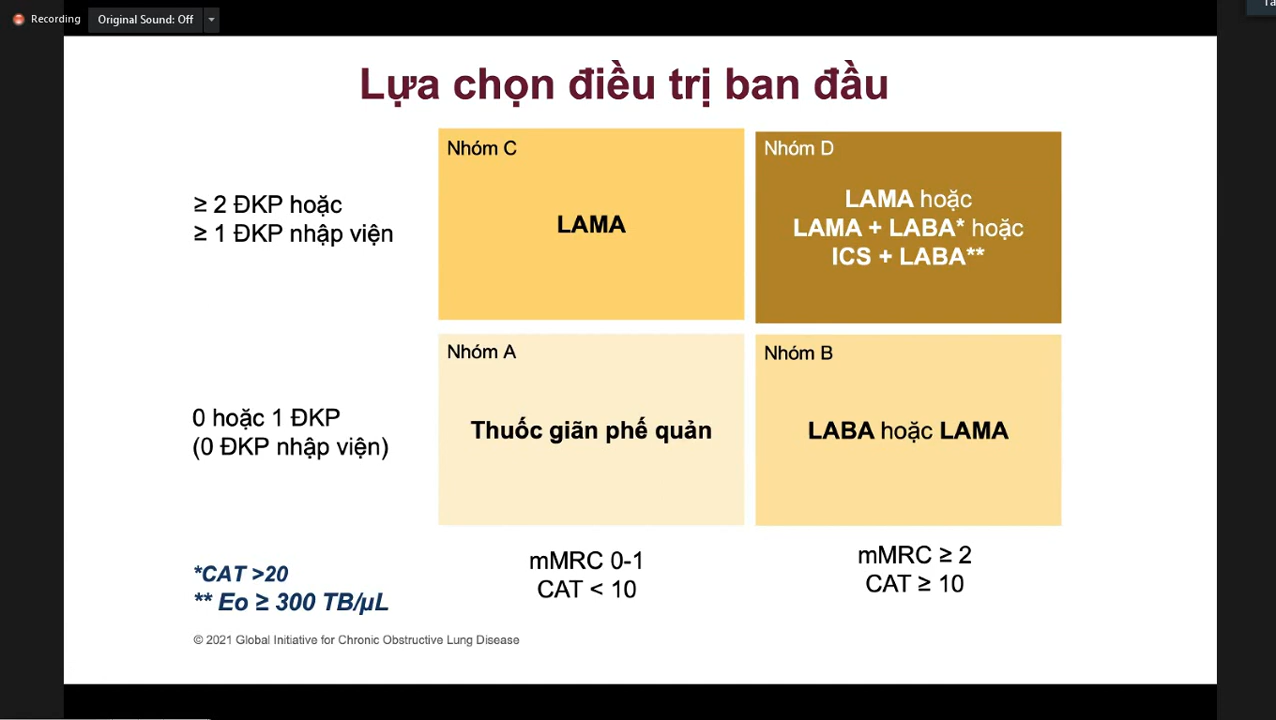 Recording
Original Sound: Off
Ta
Lựa chọn điều trị ban đầu
≥ 2 ĐKP hoặc
≥ 1 ĐKP nhập viện
Nhóm C
LAMA
Nhóm D
LAMA hoặc
LAMA + LABA* hoặc
ICS + LABA**
0 hoặc 1 ĐKP
(0 ĐKP nhập viện)
Nhóm A
Thuốc giãn phế quản
Nhóm B
LABA hoặc LAMA
mMRC 0-1
CAT < 10
mMRC ≥ 2
CAT ≥ 10
*CAT >20
** Eo ≥ 300 TB/µL
© 2021 Global Initiative for Chronic Obstructive Lung Disease